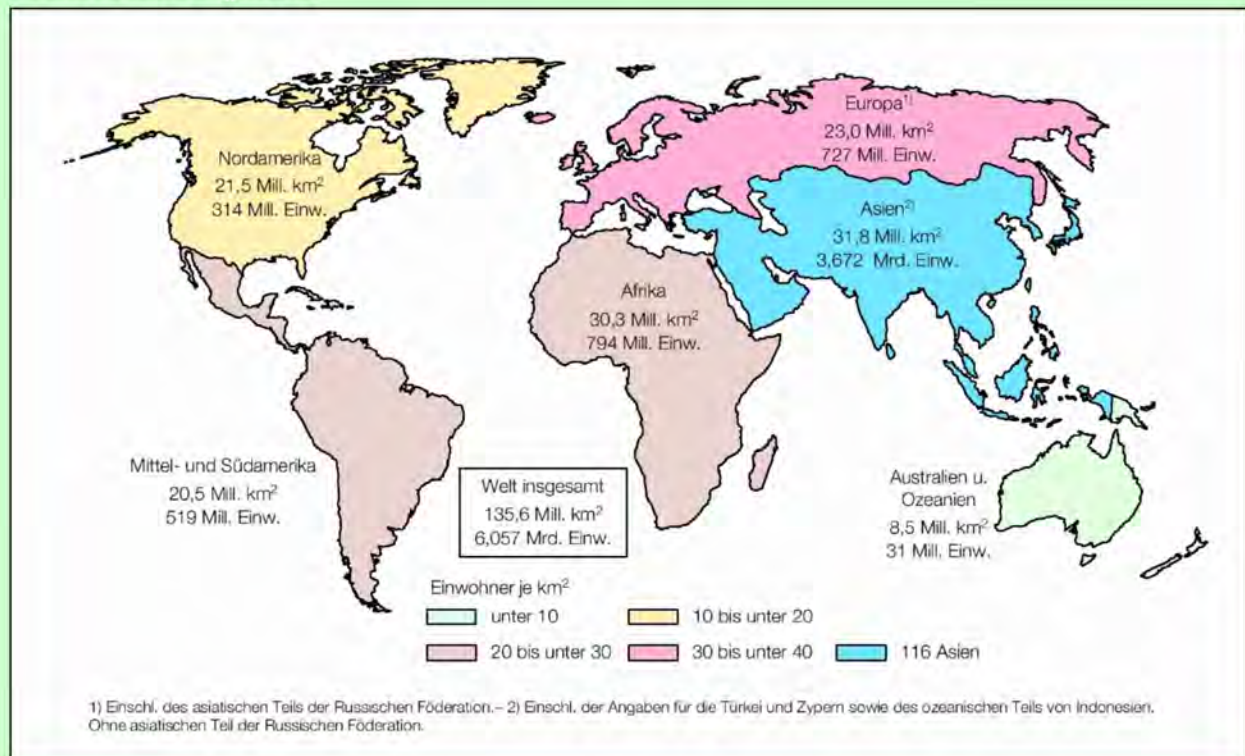 Nordamerika
21,5 Mill. km²
314 Mill. Einw.
Europa¹⁾
23,0 Mill. km²
727 Mill. Einw.
Asien²⁾
31,8 Mill. km²
3,672 Mrd. Einw.
Afrika
30,3 Mill. km²
794 Mill. Einw.
Mittel- und Südamerika
20,5 Mill. km²
519 Mill. Einw.
Welt insgesamt
135,6 Mill. km²
6,057 Mrd. Einw.
Australien u.
Ozeanien
8,5 Mill. km²
31 Mill. Einw.
Einwohner je km²
unter 10
10 bis unter 20
20 bis unter 30
30 bis unter 40
116 Asien
1) Einschl. des asiatischen Teils der Russischen Föderation.– 2) Einschl. der Angaben für die Türkei und Zypern sowie des ozeanischen Teils von Indonesien.
Ohne asiatischen Teil der Russischen Föderation.